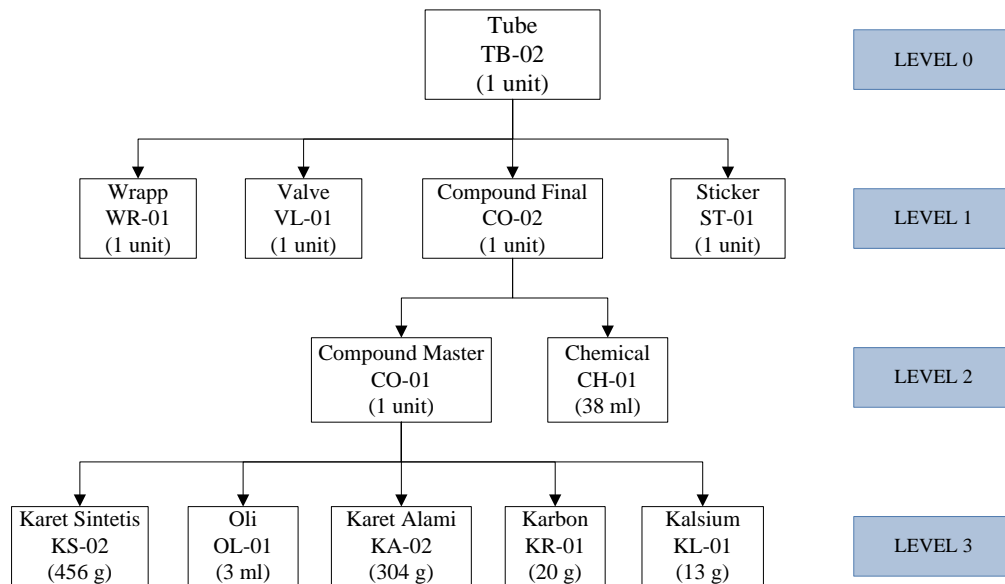 Tube
TB-02
(1 unit)
LEVEL 0
Wrapp
WR-01
(1 unit)
Valve
VL-01
(1 unit)
Compound Final
CO-02
(1 unit)
Sticker
ST-01
(1 unit)
LEVEL 1
Compound Master
CO-01
(1 unit)
Chemical
CH-01
(38 ml)
LEVEL 2
Karet Sintetis
KS-02
(456 g)
Oli
OL-01
(3 ml)
Karet Alami
KA-02
(304 g)
Karbon
KR-01
(20 g)
Kalsium
KL-01
(13 g)
LEVEL 3